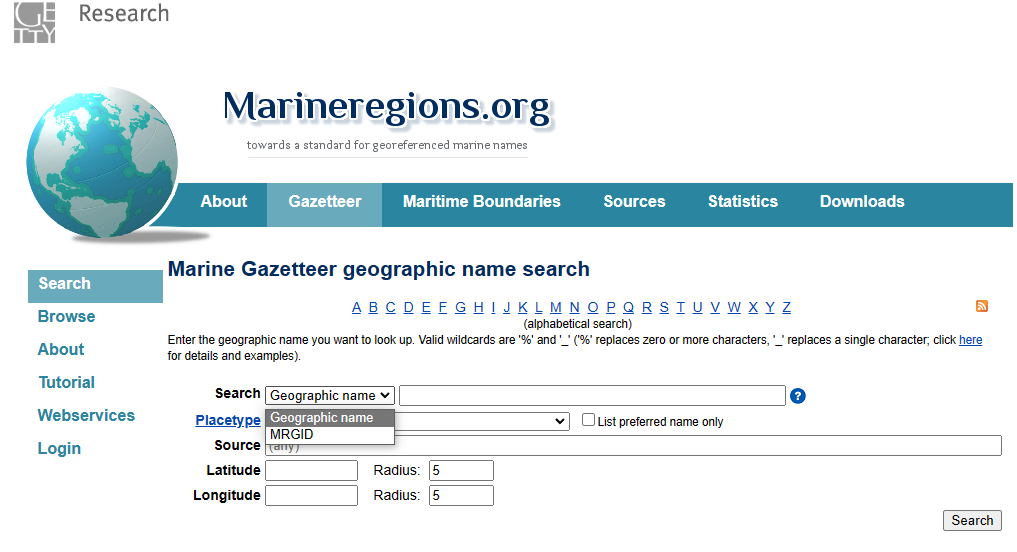 GE
TTY
Research
Marineregions.org
towards a standard for georeferenced marine names
About Gazetteer Maritime Boundaries Sources Statistics Downloads
Search
Browse
About
Tutorial
Webservices
Login
Marine Gazetteer geographic name search
A B C D E F G H I J K L M N O P Q R S T U V W X Y Z
(alphabetical search)
Enter the geographic name you want to look up. Valid wildcards are '%' and '_' ('%' replaces zero or more characters, '_' replaces a single character; click here
for details and examples).
Search Geographic name ?
Geographic name
MRGID
Placetype List preferred name only
Source (any)
Latitude Radius: 5
Longitude Radius: 5
Search